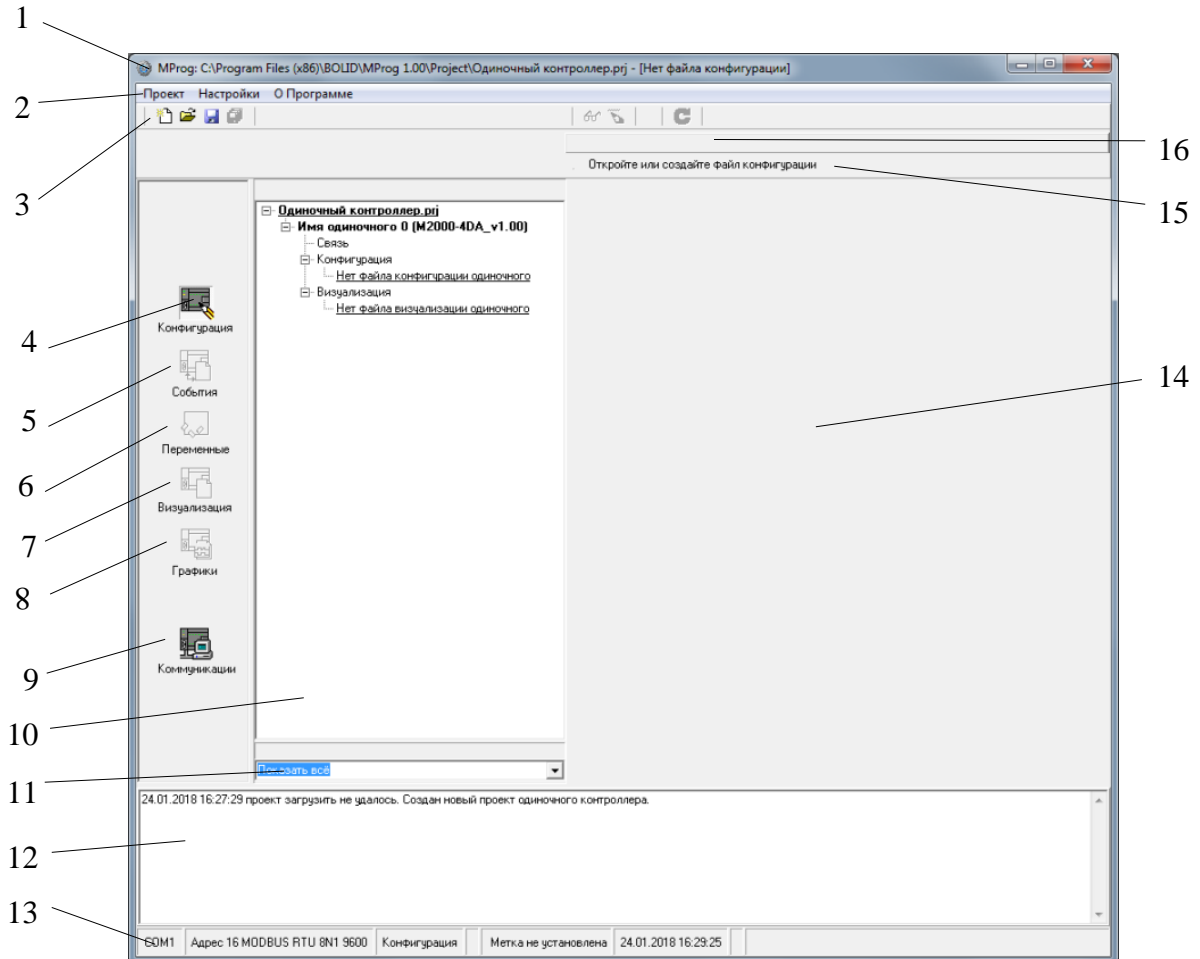 1
MProg: C:\Program Files (x86)\BOLID\MProg 1.00\Project\Одиночный контроллер.prj - [Нет файла конфигурации]
2
Проект Настройки О Программе
3
16
Откройте или создайте файл конфигурации
15
Одиночный контроллер.prj
Имя одиночного 0 (M2000-4DA_v1.00)
Связь
Конфигурация
Нет файла конфигурации одиночного
Визуализация
Нет файла визуализации одиночного
4
Конфигурация
5
События
6
Переменные
7
Визуализация
8
Графики
9
Коммуникации
14
10
11
Показать всё
24.01.2018 16:27:29 проект загрузить не удалось. Создан новый проект одиночного контроллера.
12
13
COM1 Адрес 16 MODBUS RTU 8N1 9600 Конфигурация Метка не установлена 24.01.2018 16:29:25